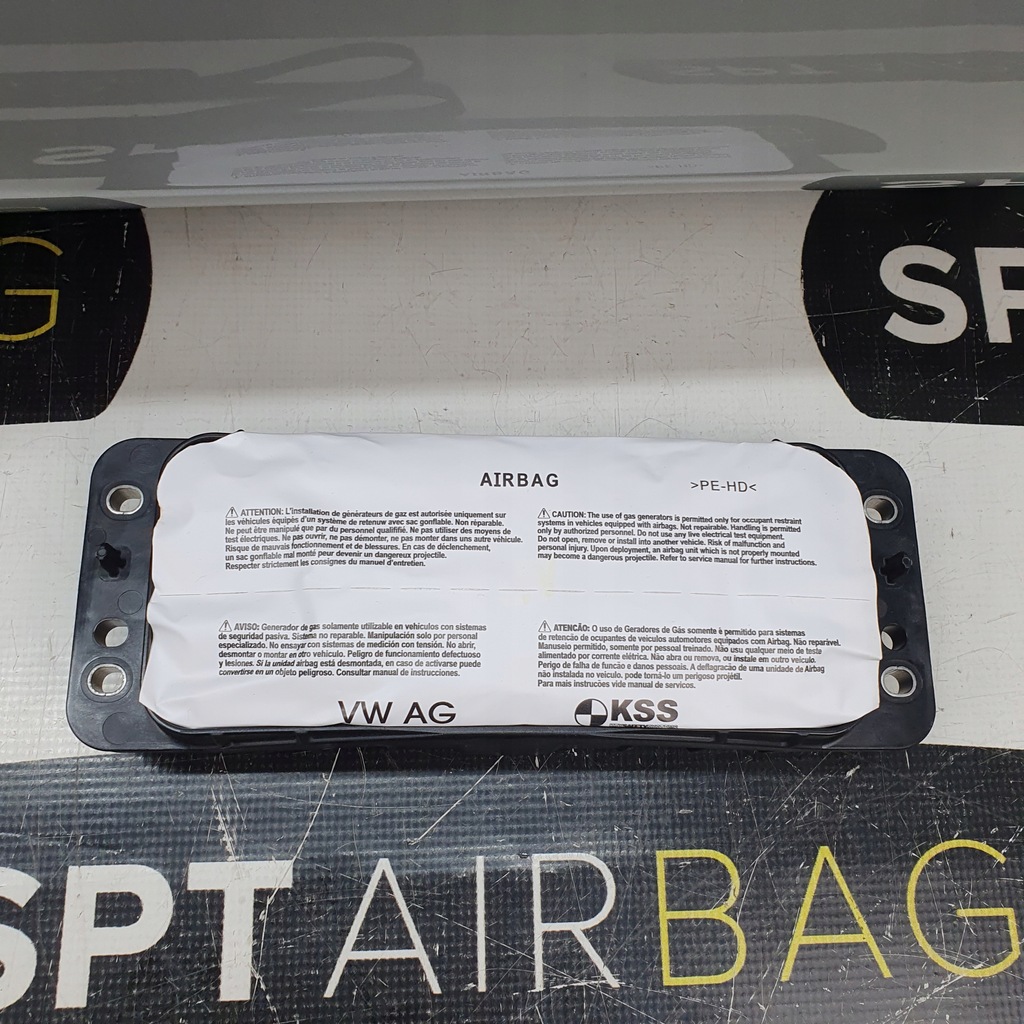 G
SP
AIRBAG
>PE-HD<
ATTENTION: L'installation de gènèrateurs de gaz est autorisée uniquement sur
les véhicules équipés d'un système de retenuw avec sac gonflable. Non réparable.
Ne peut être manipulé que par du personnel qualififié. Ne pas utiliser des moyens de
test électriques. Ne pas ouvrir, ne pas démonter, ne pas monter dans uns autre véhicule.
Risque de mauvais fonctionnement et de blessures. En cas de déclenchement,
un sac gonflable mal monté peur devenir un dangereux projectile.
Respecter strictement les consignes du manuel d'entretien.
CAUTION: The use of gas generators is permitted only for occupant restraint
systems in vehicles equipped with airbags. Not repairable. Handling is permitted
only by authorized personnel. Do not use any live electrical test equipment.
Do not open, remove or install into another vehicle. Risk of malfunction and
personal injury. Upon deployment, an airbag unit which is not properly mounted
may become a dangerous projectile. Refer to service manual for further instructions.
AVISO: Generador de gas solamente utilizable en vehículos con sistemas
de seguridad pasiva. Sistema no reparable. Manipulación solo por personal
especializado. No ensayar con sistemas de medición con tensión. No abrir,
desmontar o montar en otro vehículo. Peligro de funcionamiento defectuoso
y lesiones. Si la unidad airbag está desmontada, en caso de activarse puede
convertirse en un objeto peligroso. Consultar manual de instrucciones.
ATENCÃO: O uso de Geradores de Gás somente è permitido para sistemas
de retencão de ocupantes de veiculos automotores equipados com Airbag. Não reparável.
Manuseio permitido, somente por pessoal treinado. Não usu qualquer meio de teste
alimentado por corrente elétrica. Não abra ou remova, ou instale em outro veiculo.
Perigo de falha de funcão e danos pessoais. A deflagracão de uma unidade de Airbag
não instalada no veiculo. pode torná-lo um perigoso projétil.
Para mais instrucões vide manual de servicos.
VW AG
KSS
SPTAIRBAG